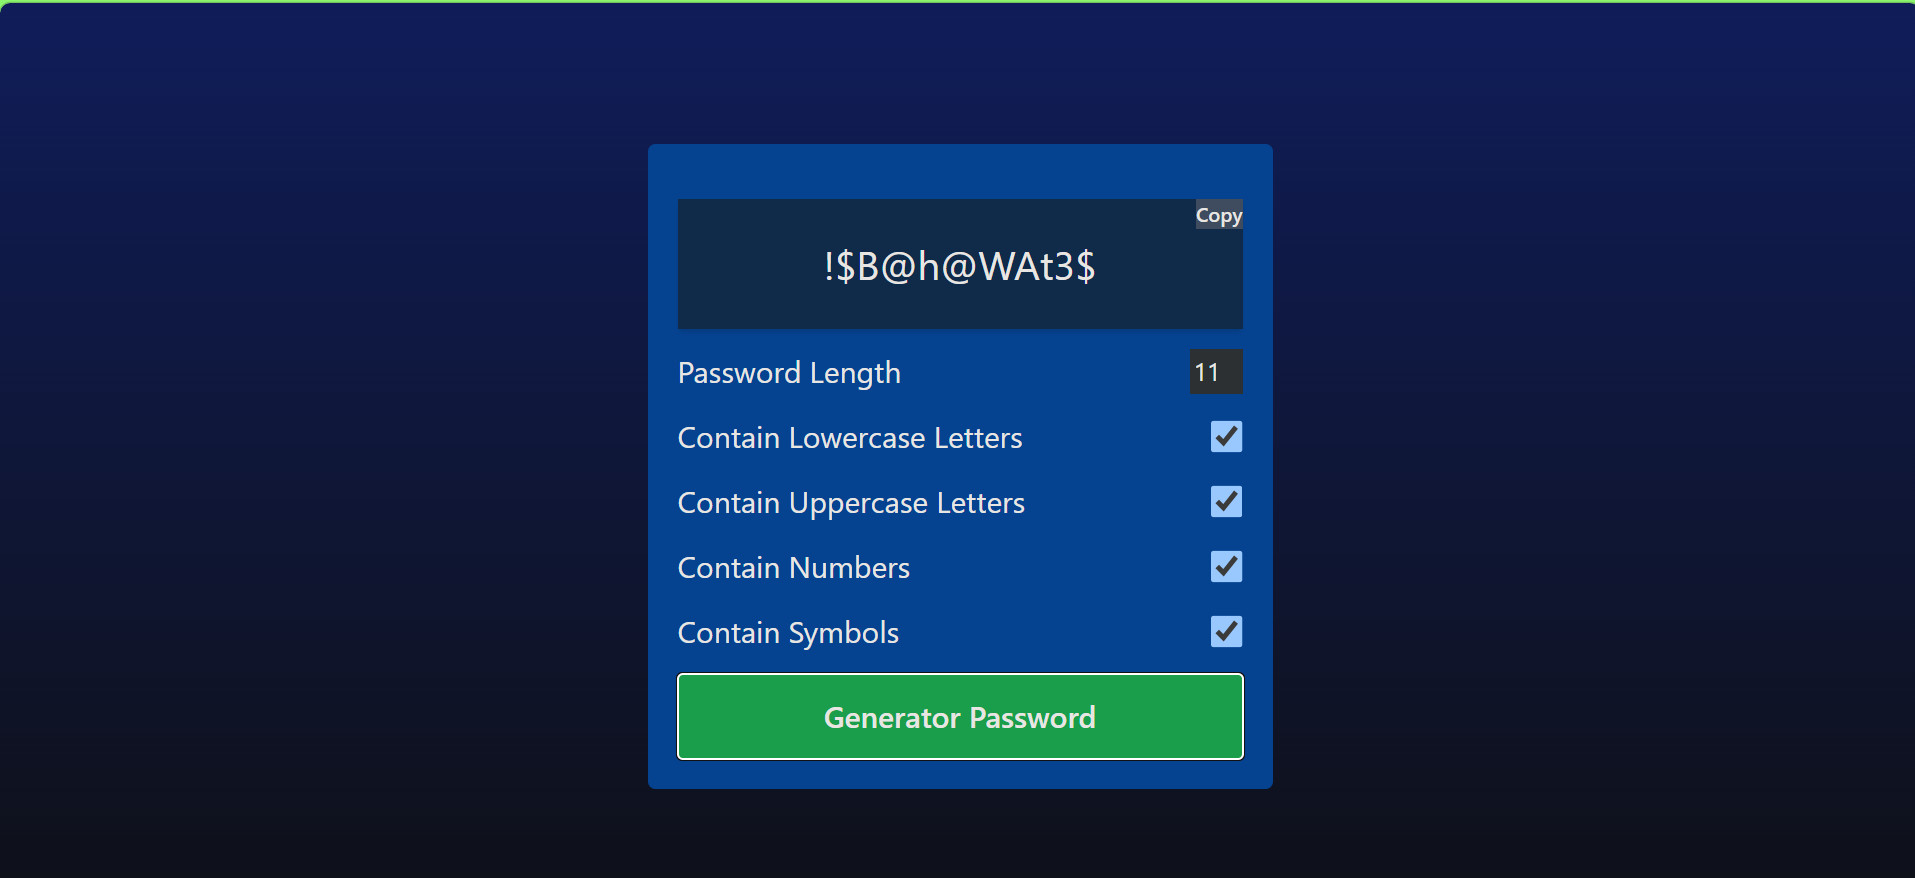 Copy
!$B@h@WAt3$
Password Length
11
Contain Lowercase Letters
Contain Uppercase Letters
Contain Numbers
Contain Symbols
Generator Password